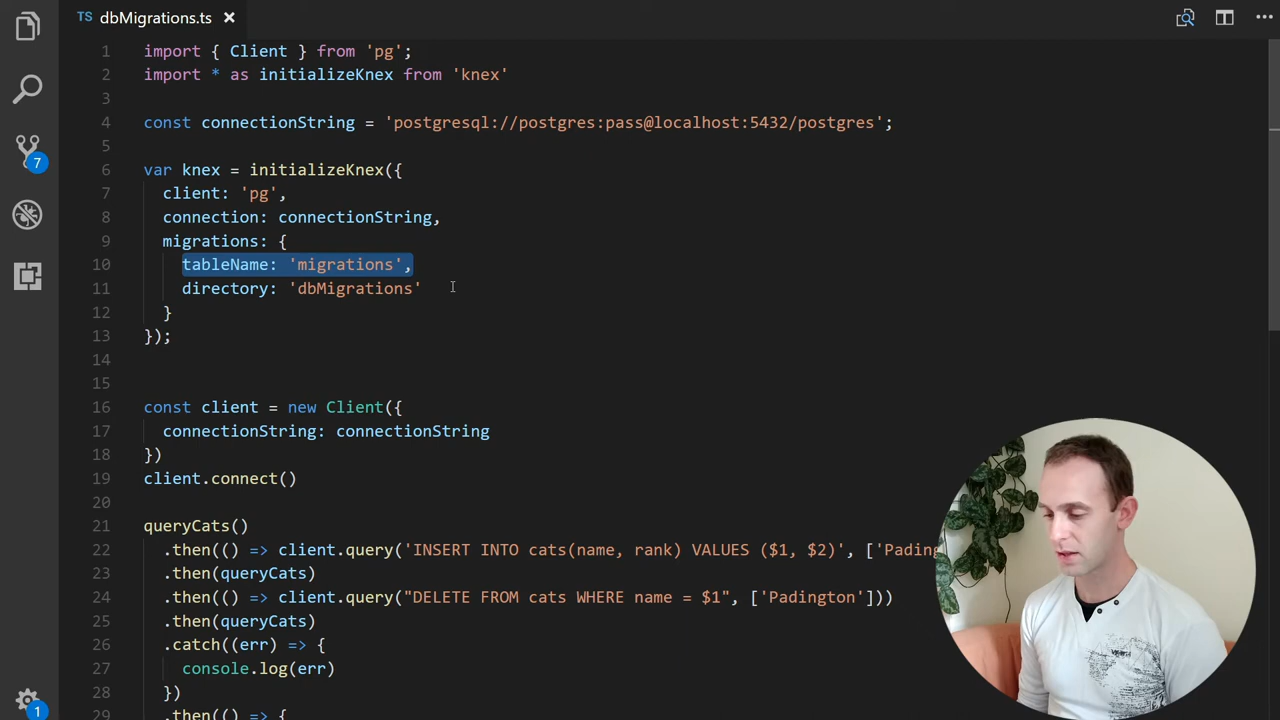 TS dbMigrations.ts ×
1 import { Client } from 'pg';
2 import * as initializeKnex from 'knex'
3
4 const connectionString = 'postgresql://postgres:pass@localhost:5432/postgres';
5
6 var knex = initializeKnex({
7 client: 'pg',
8 connection: connectionString,
9 migrations: {
10 tableName: 'migrations',
11 directory: 'dbMigrations'
12 }
13 });
14
15
16 const client = new Client({
17 connectionString: connectionString
18 })
19 client.connect()
20
21 queryCats()
22 .then(() => client.query('INSERT INTO cats(name, rank) VALUES ($1, $2)', ['Pading
23 .then(queryCats)
24 .then(() => client.query("DELETE FROM cats WHERE name = $1", ['Padington']))
25 .then(queryCats)
26 .catch((err) => {
27 console.log(err)
28 })
29 .then(() => {
7
1